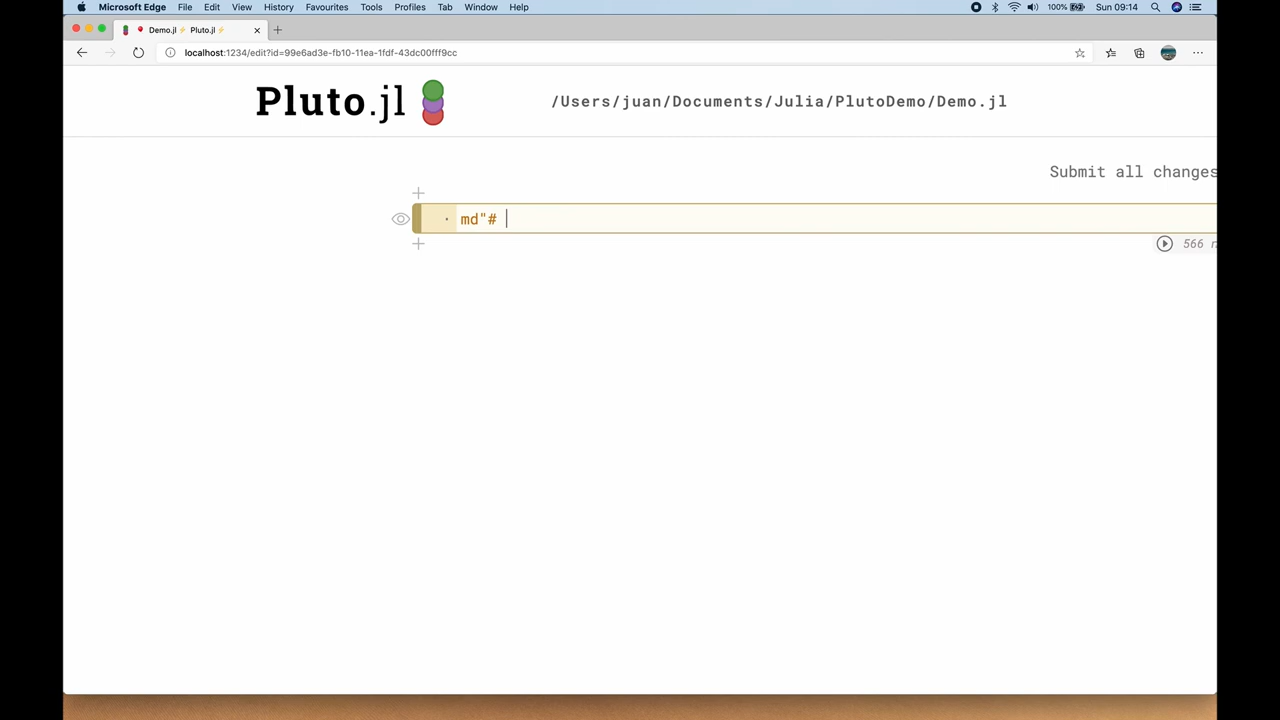 Microsoft Edge File Edit View History Favourites Tools Profiles Tab Window Help 100% Sun 09:14
Demo.jl⚡ Pluto.jl⚡
localhost:1234/edit?id=99e6ad3e-fb10-11ea-1fdf-43dc00fff9cc
Pluto.jl /Users/juan/Documents/Julia/PlutoDemo/Demo.jl
Submit all changes
md"#
566 n